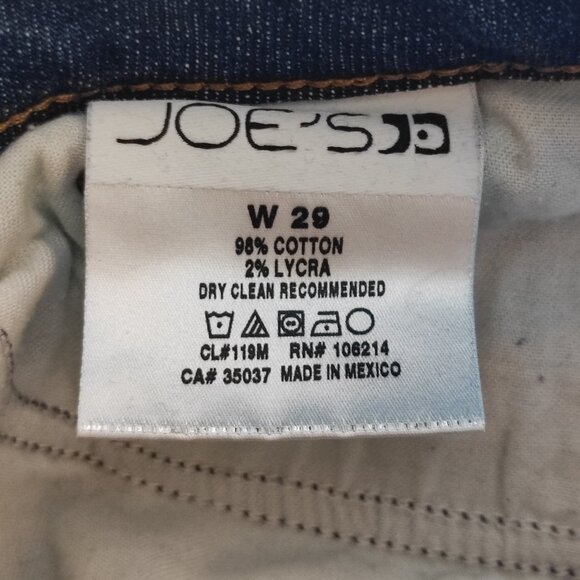 JOE'S
W 29
98% COTTON
2% LYCRA
DRY CLEAN RECOMMENDED
CL#119M RN# 106214
CA# 35037 MADE IN MEXICO